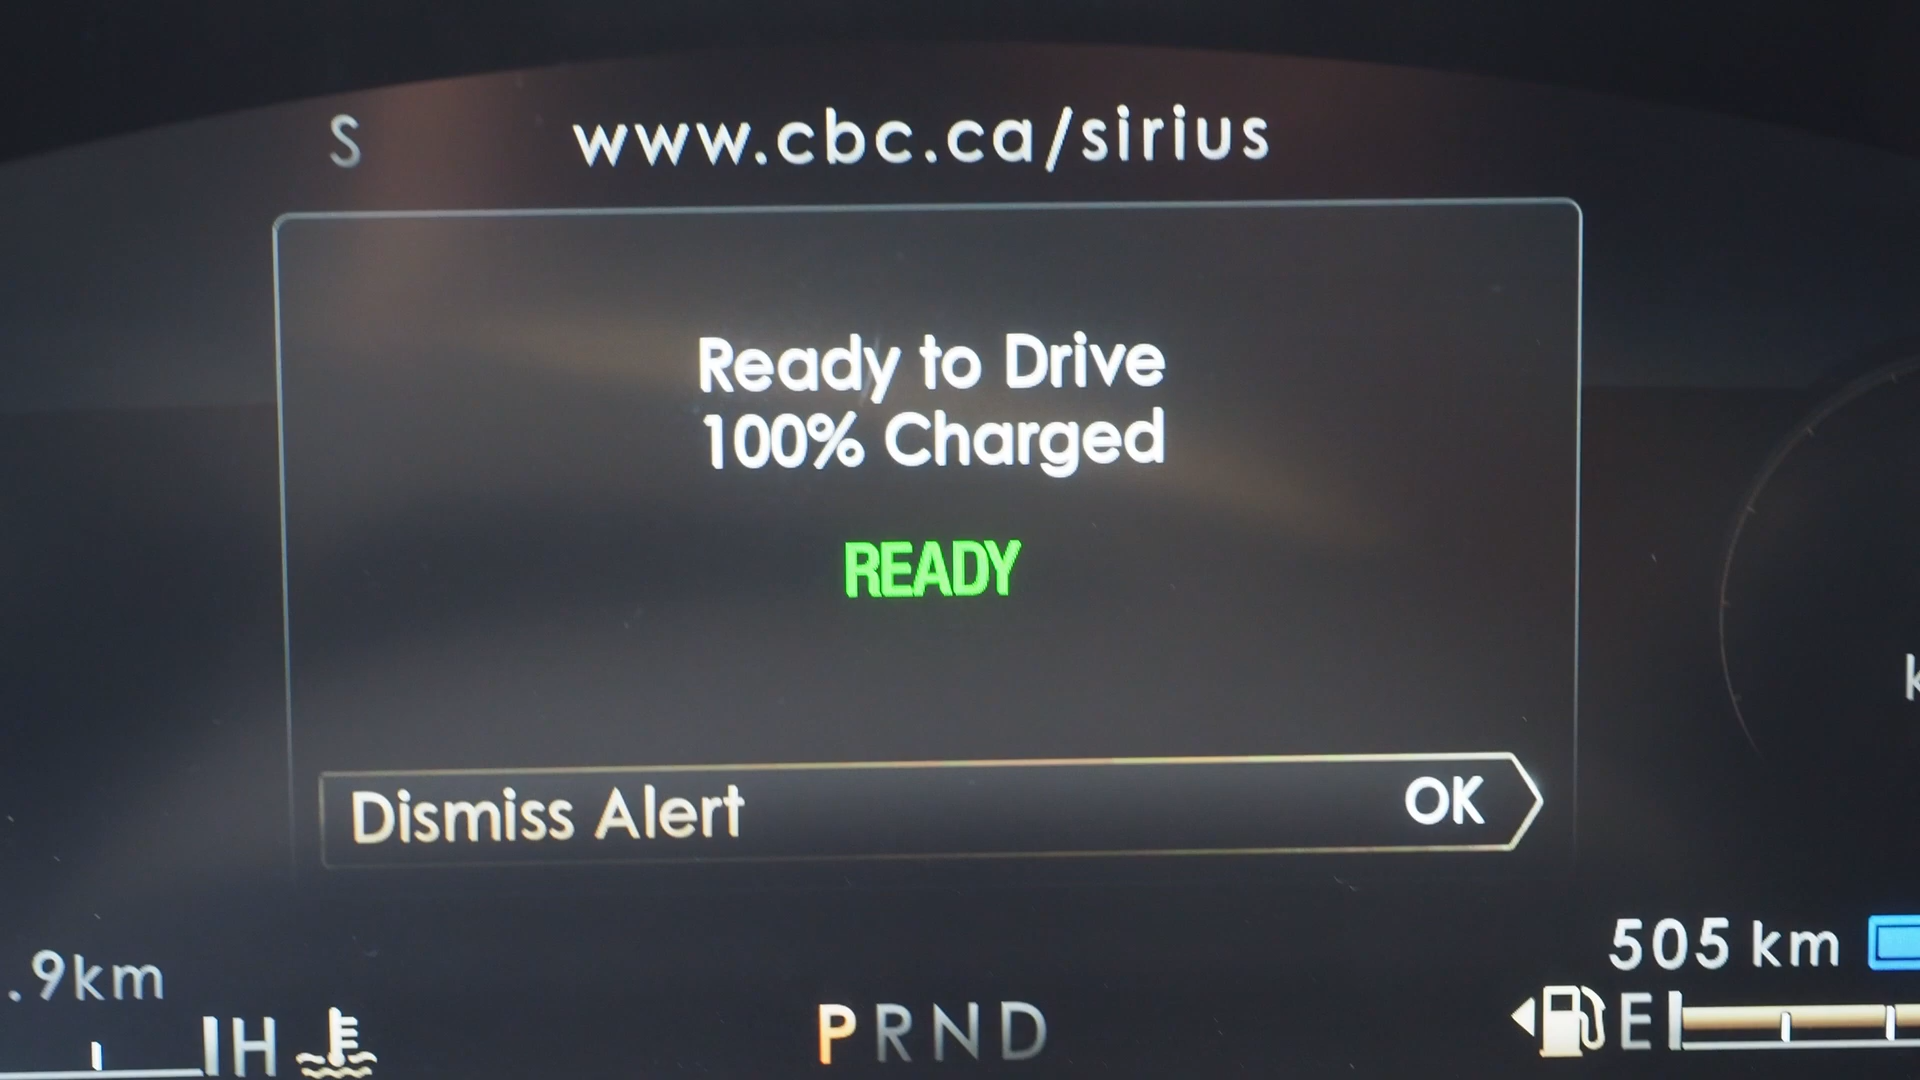 S www.cbc.ca/sirius
Ready to Drive
100% Charged
READY
Dismiss Alert OK
.9km
505 km
H
PRND
E